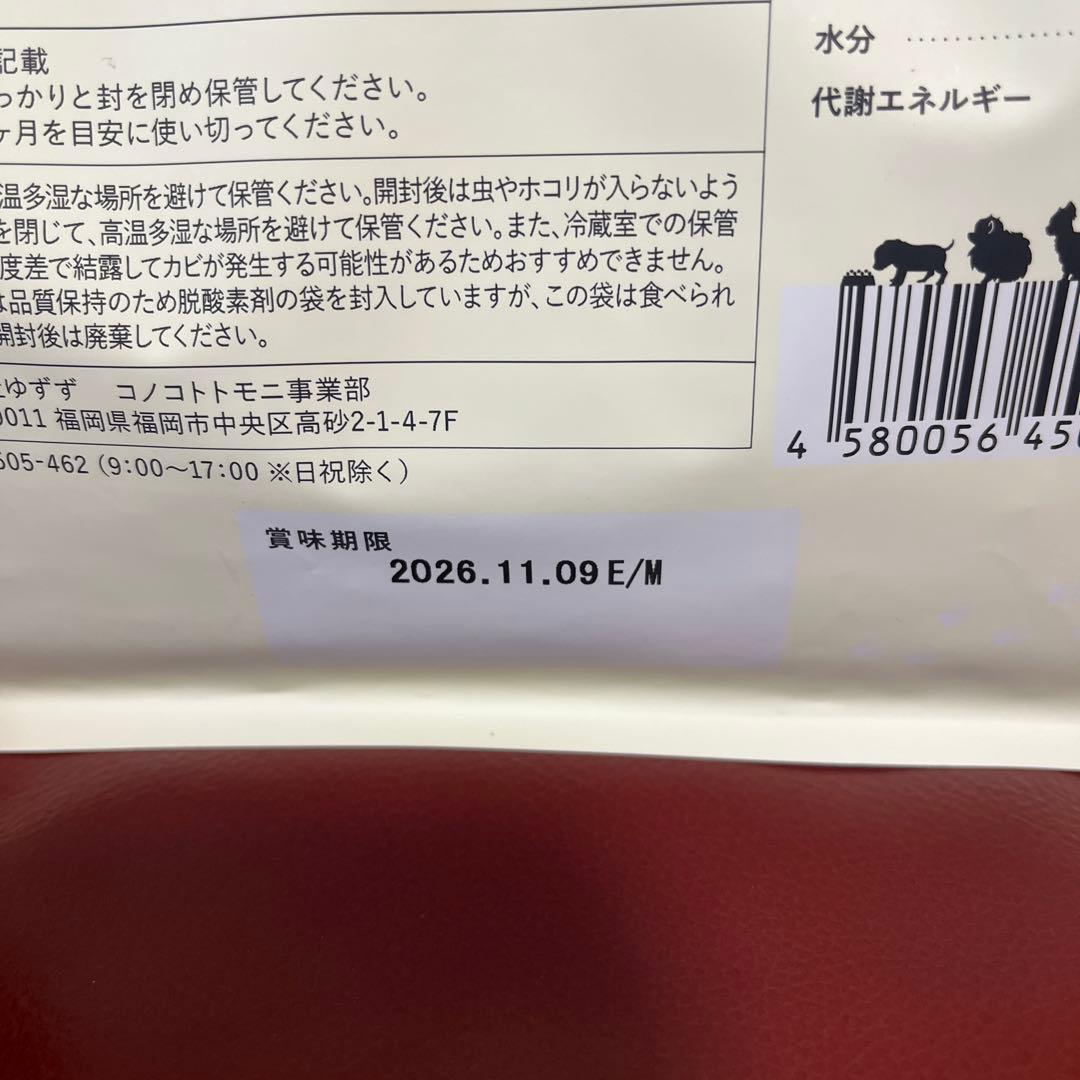 記載
っかりと封を閉め保管してください。
ヶ月を目安に使い切ってください。
温多湿な場所を避けて保管ください。開封後は虫やホコリが入らないよう
を閉じて、高温多湿な場所を避けて保管ください。また、冷蔵室での保管
度差で結露してカビが発生する可能性があるためおすすめできません。
は品質保持のため脱酸素剤の袋を封入していますが、この袋は食べられ
開封後は廃棄してください。
ゆずず コノコトトモニ事業部
0011 福岡県福岡市中央区高砂2-1-4-7F
505-462（9:00〜17:00 ※日祝除く）
賞味期限
2026.11.09 E/M
水分 ................
代謝エネルギー
4 580056 45